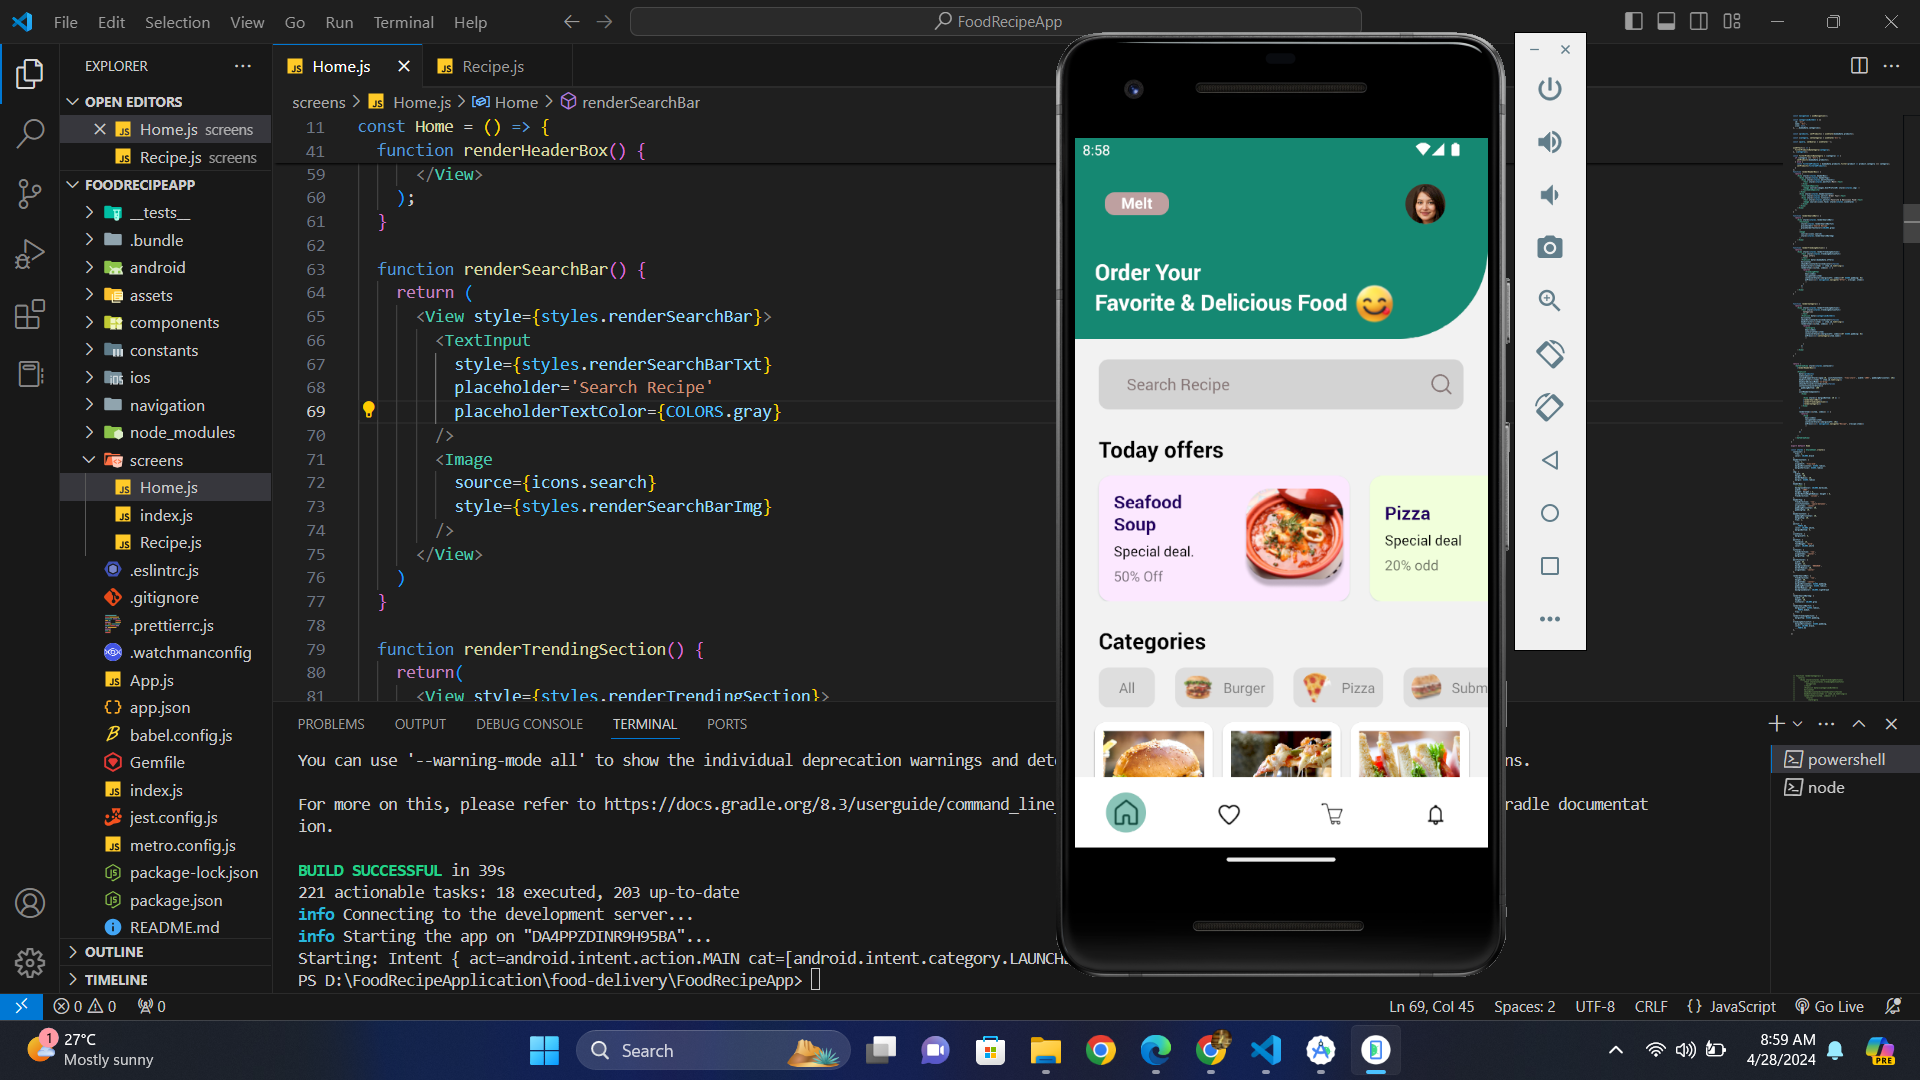 File Edit Selection View Go Run Terminal Help
FoodRecipeApp
EXPLORER
OPEN EDITORS
Home.js screens
Recipe.js screens
FOODRECIPEAPP
__tests__
.bundle
android
assets
components
constants
ios
navigation
node_modules
screens
Home.js
index.js
Recipe.js
.eslintrc.js
.gitignore
.prettierrc.js
.watchmanconfig
App.js
app.json
babel.config.js
Gemfile
index.js
jest.config.js
metro.config.js
package-lock.json
package.json
README.md
OUTLINE
TIMELINE
Home.js Recipe.js
screens > Home.js > Home > renderSearchBar
11 const Home = () => {
41 function renderHeaderBox() {
59 </View>
60 );
61 }
62
63 function renderSearchBar() {
64 return (
65 <View style={styles.renderSearchBar}>
66 <TextInput
67 style={styles.renderSearchBarTxt}
68 placeholder='Search Recipe'
69 placeholderTextColor={COLORS.gray}
70 />
71 <Image
72 source={icons.search}
73 style={styles.renderSearchBarImg}
74 />
75 </View>
76 )
77 }
78
79 function renderTrendingSection() {
80 return(
81 <View style={styles.renderTrendingSection}>
PROBLEMS OUTPUT DEBUG CONSOLE TERMINAL PORTS
You can use '--warning-mode all' to show the individual deprecation warnings and det ns.
For more on this, please refer to https://docs.gradle.org/8.3/userguide/command_line_ radle documentat
ion.
BUILD SUCCESSFUL in 39s
221 actionable tasks: 18 executed, 203 up-to-date
info Connecting to the development server...
info Starting the app on "DA4PPZDINR9H95BA"...
Starting: Intent { act=android.intent.action.MAIN cat=[android.intent.category.LAUNCH
PS D:\FoodRecipeApplication\food-delivery\FoodRecipeApp>
powershell
node
8:58
Melt
Order Your
Favorite & Delicious Food
Search Recipe
Today offers
Seafood
Soup
Special deal.
50% Off
Pizza
Special deal
20% odd
Categories
All Burger Pizza Subm
0 0 0
Ln 69, Col 45 Spaces: 2 UTF-8 CRLF {} JavaScript Go Live
1
27°C
Mostly sunny
Search
PRE
8:59 AM
4/28/2024